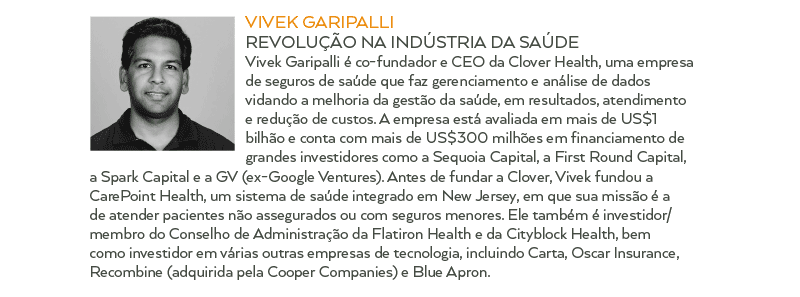 VIVEK GARIPALLI
REVOLUÇÃO NA INDÚSTRIA DA SAÚDE
Vivek Garipalli é co-fundador e CEO da Clover Health, uma empresa
de seguros de saúde que faz gerenciamento e análise de dados
vidando a melhoria da gestão da saúde, em resultados, atendimento
e redução de custos. A empresa está avaliada em mais de US$1
bilhão e conta com mais de US$300 milhões em financiamento de
grandes investidores como a Sequoia Capital, a First Round Capital,
a Spark Capital e a GV (ex-Google Ventures). Antes de fundar a Clover, Vivek fundou a
CarePoint Health, um sistema de saúde integrado em New Jersey, em que sua missão é a
de atender pacientes não assegurados ou com seguros menores. Ele também é investidor/
membro do Conselho de Administração da Flatiron Health e da Cityblock Health, bem
como investidor em várias outras empresas de tecnologia, incluindo Carta, Oscar Insurance,
Recombine (adquirida pela Cooper Companies) e Blue Apron.